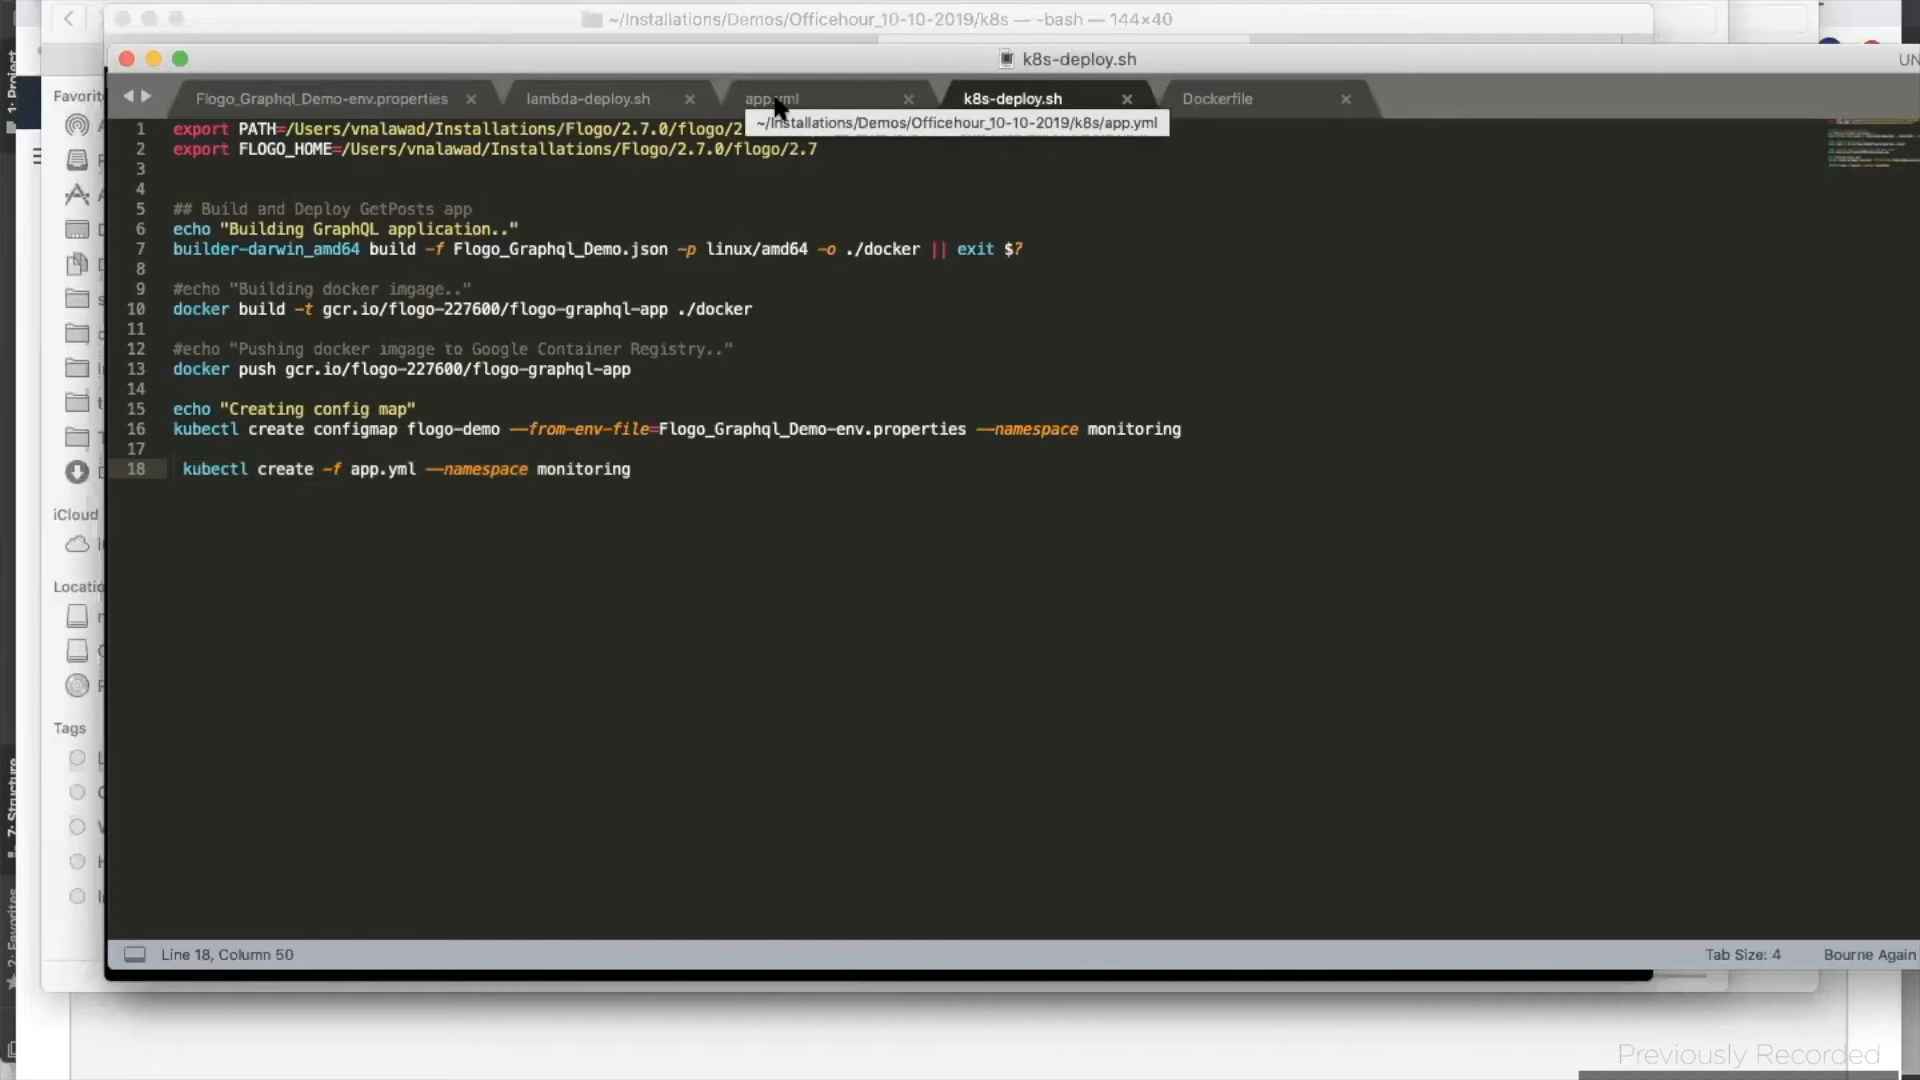 ~/Installations/Demos/Officehour_10-10-2019/k8s — -bash — 144×40
k8s-deploy.sh
UN
Flogo_Graphql_Demo-env.properties
lambda-deploy.sh
app.yml
k8s-deploy.sh
Dockerfile
~/Installations/Demos/Officehour_10-10-2019/k8s/app.yml
1 export PATH=/Users/vnalawad/Installations/Flogo/2.7.0/flogo/2
2 export FLOGO_HOME=/Users/vnalawad/Installations/Flogo/2.7.0/flogo/2.7
3
4
5 ## Build and Deploy GetPosts app
6 echo "Building GraphQL application.."
7 builder-darwin_amd64 build -f Flogo_Graphql_Demo.json -p linux/amd64 -o ./docker || exit $?
8
9 #echo "Building docker imgage.."
10 docker build -t gcr.io/flogo-227600/flogo-graphql-app ./docker
11
12 #echo "Pushing docker imgage to Google Container Registry.."
13 docker push gcr.io/flogo-227600/flogo-graphql-app
14
15 echo "Creating config map"
16 kubectl create configmap flogo-demo --from-env-file=Flogo_Graphql_Demo-env.properties --namespace monitoring
17
18 kubectl create -f app.yml --namespace monitoring
Line 18, Column 50
Tab Size: 4
Bourne Again
1: Project
7: Structure
2: Favorites
Favorit
iCloud
Locatio
Tags
Previously Recorded